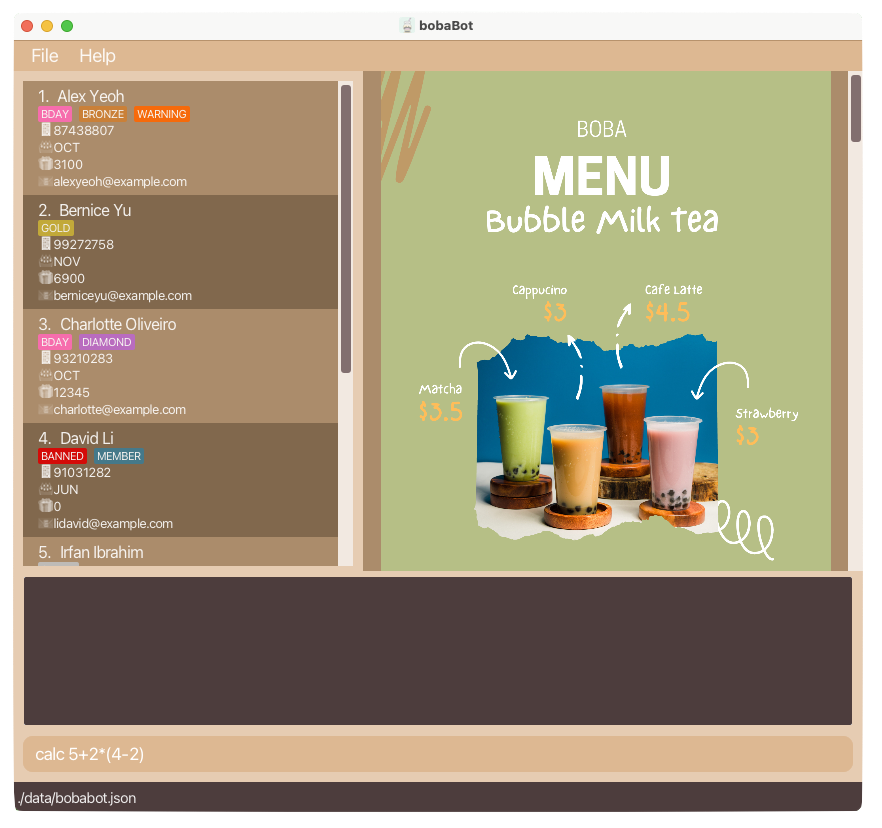 bobaBot
File Help
1. Alex Yeoh
BDAY BRONZE WARNING
87438807
OCT
3100
alexyeoh@example.com
2. Bernice Yu
GOLD
99272758
NOV
6900
berniceyu@example.com
3. Charlotte Oliveiro
BDAY DIAMOND
93210283
OCT
12345
charlotte@example.com
4. David Li
BANNED MEMBER
91031282
JUN
0
lidavid@example.com
5. Irfan Ibrahim
BOBA
MENU
Bubble Milk Tea
Cappucino
$3
Cafe Latte
$4.5
Matcha
$3.5
Strawberry
$3
calc 5+2*(4-2)
./data/bobabot.json